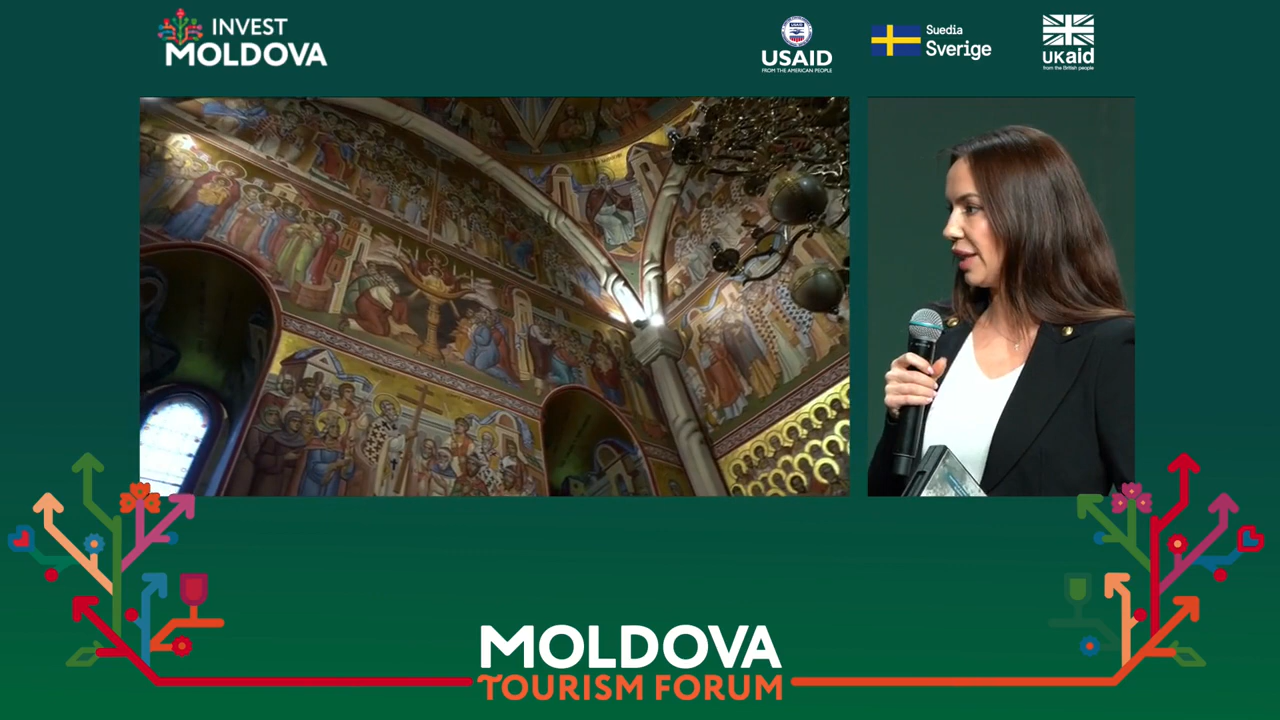 INVEST
MOLDOVA
USAID
FROM THE AMERICAN PEOPLE
Suedia
Sverige
UKaid
from the British people
MOLDOVA
TOURISM FORUM